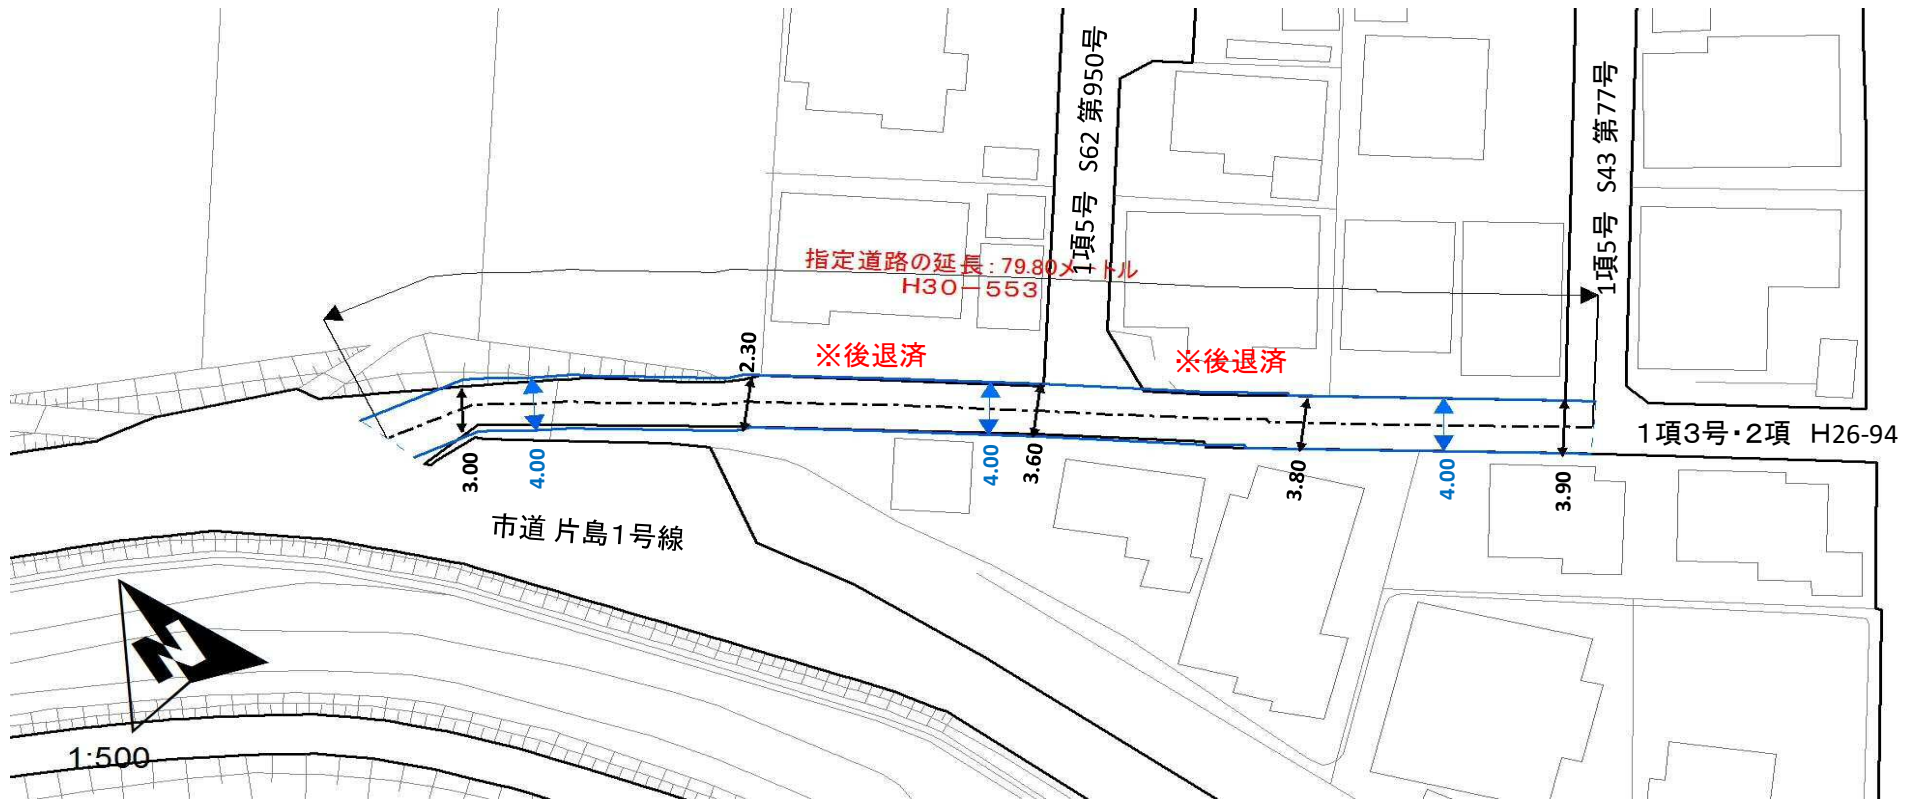 1項5号 S62 第950号
1項5号 S43 第77号
指定道路の延長：79.80メートル
H30－553
※後退済
※後退済
2.30
3.00
4.00
4.00
3.60
3.80
4.00
3.90
1項3号・2項 H26-94
市道 片島1号線
N
1:500